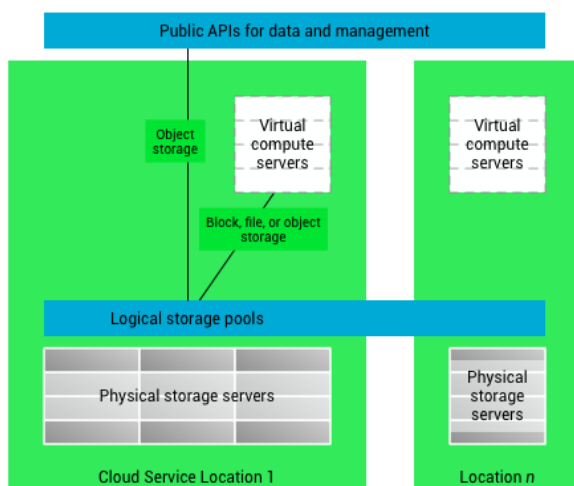 Public APIs for data and management
Object
storage
Virtual
compute
servers
Virtual
compute
servers
Block, file, or object
storage
Logical storage pools
Physical storage servers
Physical
storage
servers
Cloud Service Location 1
Location n